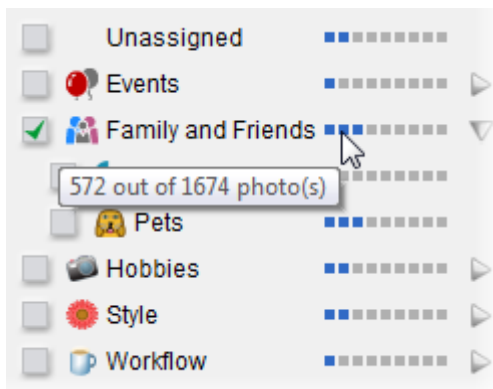 Unassigned
Events
Family and Friends
572 out of 1674 photo(s)
Pets
Hobbies
Style
Workflow